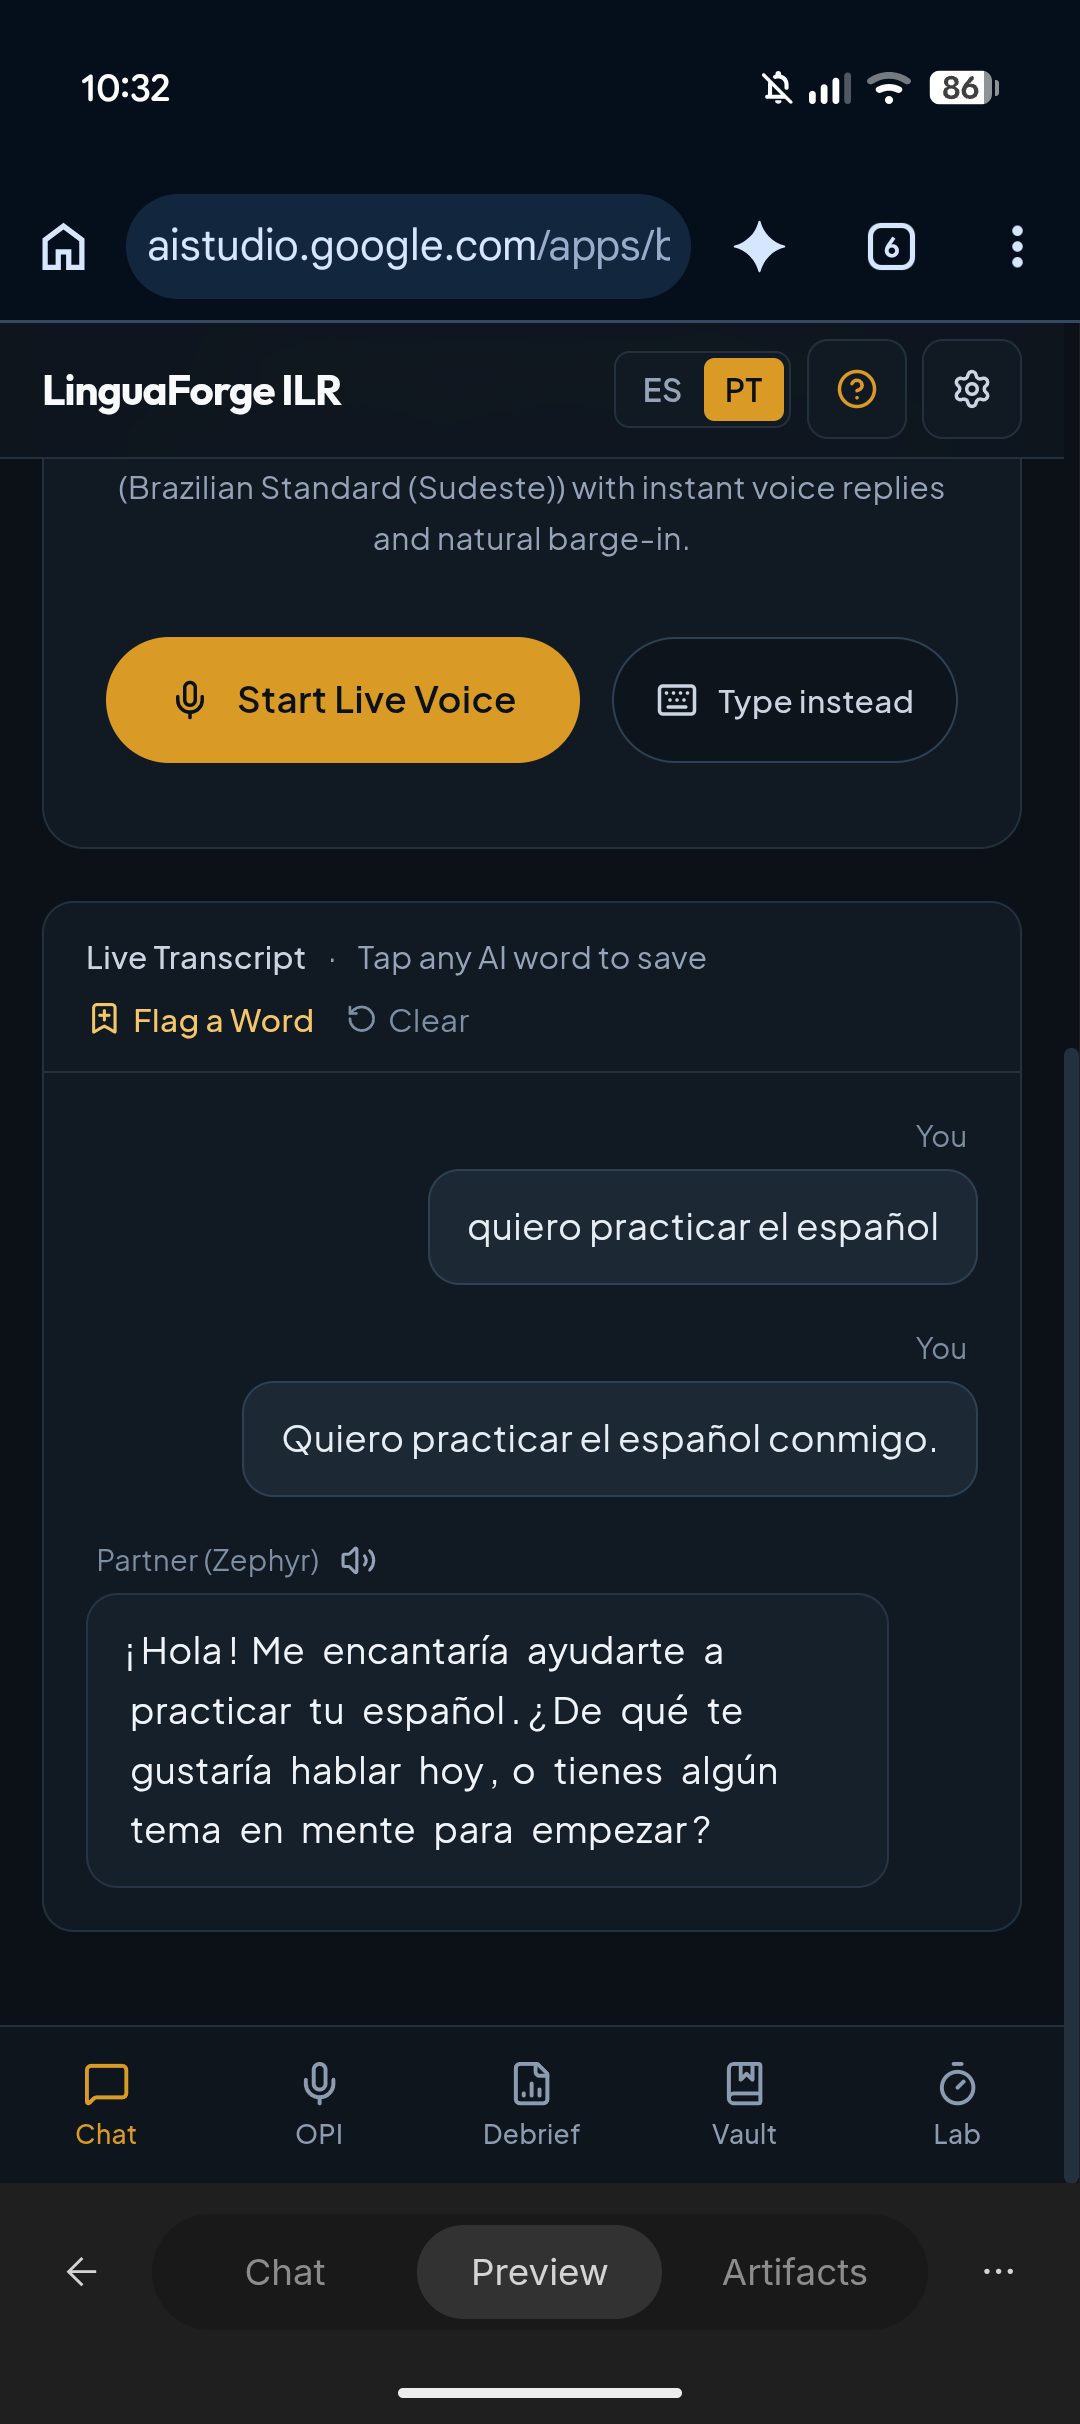 10:32
86
aistudio.google.com/apps/b
6
LinguaForge ILR
ES PT
(Brazilian Standard (Sudeste)) with instant voice replies
and natural barge-in.
Start Live Voice
Type instead
Live Transcript · Tap any AI word to save
Flag a Word Clear
You
quiero practicar el español
You
Quiero practicar el español conmigo.
Partner (Zephyr)
¡Hola! Me encantaría ayudarte a
practicar tu español. ¿De qué te
gustaría hablar hoy, o tienes algún
tema en mente para empezar?
Chat OPI Debrief Vault Lab
Chat Preview Artifacts